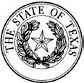 THE STATE OF TEXAS